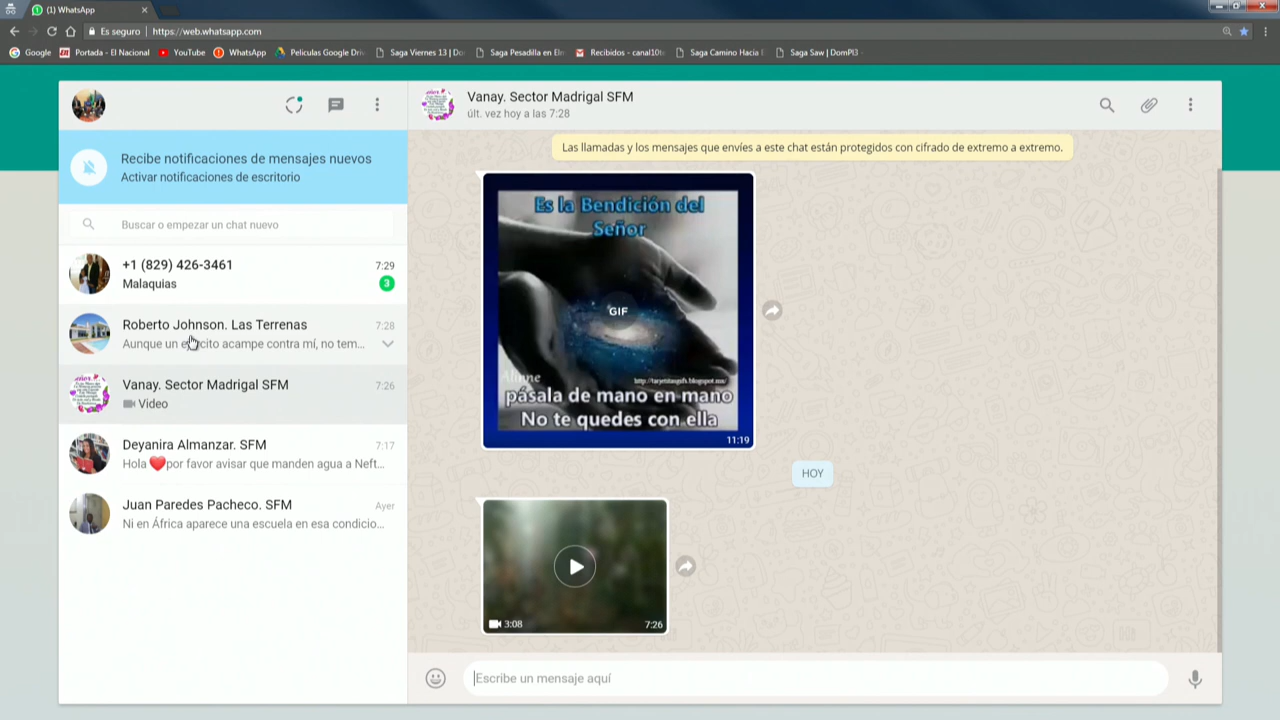 (1) WhatsApp
Es seguro | https://web.whatsapp.com
Google
Portada - El Nacional
YouTube
WhatsApp
Peliculas Google Driv
Saga Viernes 13 | Do
Saga Pesadilla en Elm
Recibidos - canal10t
Saga Camino Hacia E
Saga Saw | DomPl3
Recibe notificaciones de mensajes nuevos
Activar notificaciones de escritorio
Buscar o empezar un chat nuevo
+1 (829) 426-3461
7:29
Malaquias
3
Roberto Johnson. Las Terrenas
7:28
Aunque un ejército acampe contra mí, no tem...
Vanay. Sector Madrigal SFM
7:26
Video
Deyanira Almanzar. SFM
7:17
Hola ❤️por favor avisar que manden agua a Neft...
Juan Paredes Pacheco. SFM
Ayer
Ni en África aparece una escuela en esa condicio...
Vanay. Sector Madrigal SFM
últ. vez hoy a las 7:28
Las llamadas y los mensajes que envíes a este chat están protegidos con cifrado de extremo a extremo.
Es la Bendición del
Señor
GIF
http://tarjetitasgifs.blogspot.mx/
pásala de mano en mano
No te quedes con ella
11:19
HOY
3:08
7:26
Escribe un mensaje aquí